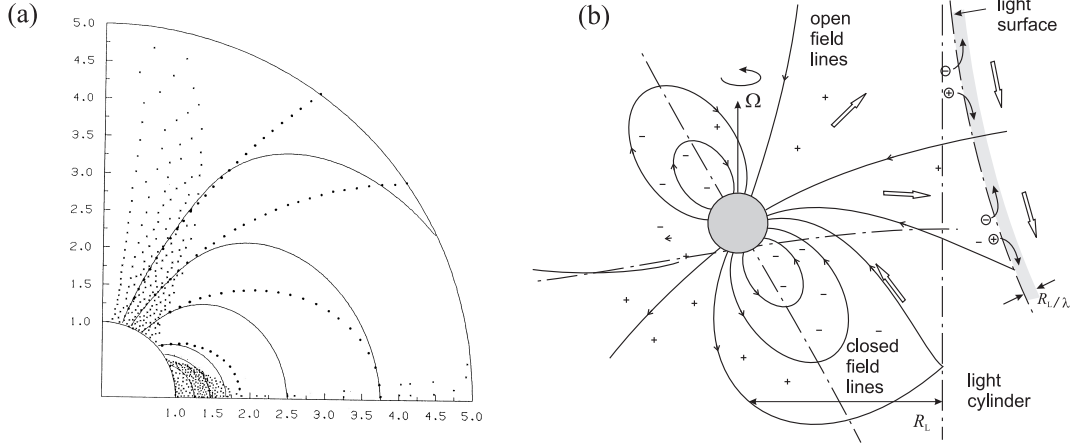 (a)
5.0
4.5
4.0
3.5
3.0
2.5
2.0
1.5
1.0
1.0 1.5 2.0 2.5 3.0 3.5 4.0 4.5 5.0
(b)
open
field
lines
light
surface
Ω
closed
field
lines
light
cylinder
R_L
R_L/λ